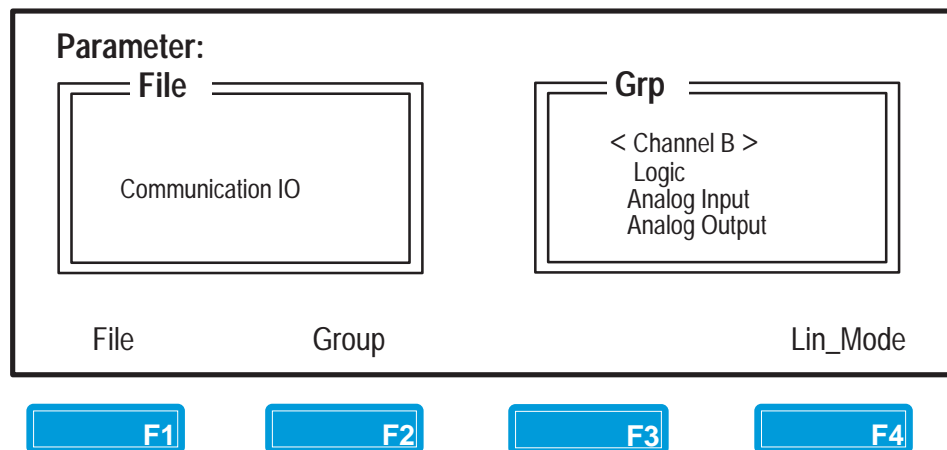 Parameter:
File
Communication IO
Grp
< Channel B >
Logic
Analog Input
Analog Output
File Group Lin_Mode
F1 F2 F3 F4